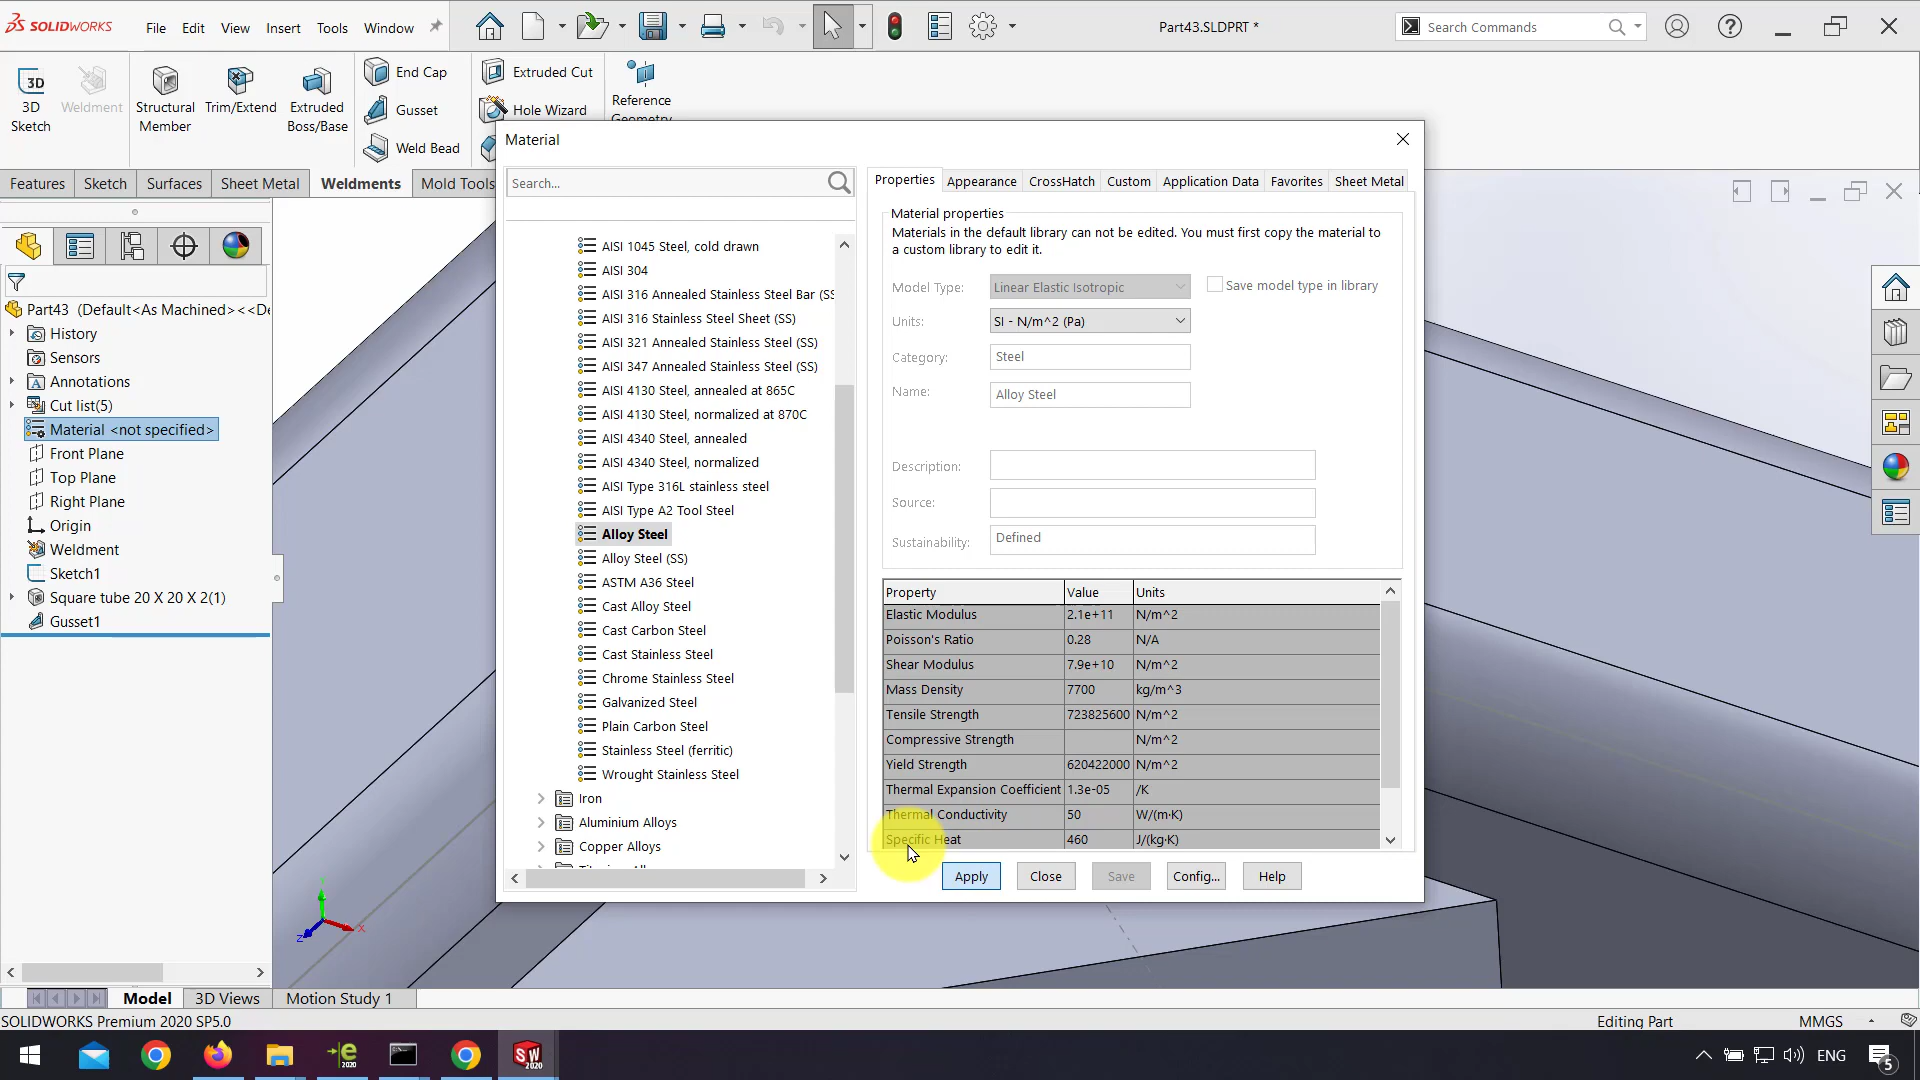 SOLIDWORKS
File Edit View Insert Tools Window
Part43.SLDPRT *
Search Commands
3D
3D
Sketch
Weldment
Structural
Member
Trim/Extend
Extruded
Boss/Base
End Cap
Gusset
Weld Bead
Extruded Cut
Hole Wizard
Reference
Geometry
Features Sketch Surfaces Sheet Metal Weldments Mold Tools
Part43 (Default<As Machined><<De
History
Sensors
A Annotations
Cut list(5)
Material <not specified>
Front Plane
Top Plane
Right Plane
Origin
Weldment
Sketch1
Square tube 20 X 20 X 2(1)
Gusset1
Material
Search...
AISI 1045 Steel, cold drawn
AISI 304
AISI 316 Annealed Stainless Steel Bar (SS
AISI 316 Stainless Steel Sheet (SS)
AISI 321 Annealed Stainless Steel (SS)
AISI 347 Annealed Stainless Steel (SS)
AISI 4130 Steel, annealed at 865C
AISI 4130 Steel, normalized at 870C
AISI 4340 Steel, annealed
AISI 4340 Steel, normalized
AISI Type 316L stainless steel
AISI Type A2 Tool Steel
Alloy Steel
Alloy Steel (SS)
ASTM A36 Steel
Cast Alloy Steel
Cast Carbon Steel
Cast Stainless Steel
Chrome Stainless Steel
Galvanized Steel
Plain Carbon Steel
Stainless Steel (ferritic)
Wrought Stainless Steel
Iron
Aluminium Alloys
Copper Alloys
Properties Appearance CrossHatch Custom Application Data Favorites Sheet Metal
Material properties
Materials in the default library can not be edited. You must first copy the material to
a custom library to edit it.
Model Type: Linear Elastic Isotropic Save model type in library
Units: SI - N/m^2 (Pa)
Category: Steel
Name: Alloy Steel
Description:
Source:
Sustainability: Defined
Property Value Units
Elastic Modulus 2.1e+11 N/m^2
Poisson's Ratio 0.28 N/A
Shear Modulus 7.9e+10 N/m^2
Mass Density 7700 kg/m^3
Tensile Strength 723825600 N/m^2
Compressive Strength N/m^2
Yield Strength 620422000 N/m^2
Thermal Expansion Coefficient 1.3e-05 /K
Thermal Conductivity 50 W/(m·K)
Specific Heat 460 J/(kg·K)
Apply Close Save Config... Help
Y
X
Z
Model 3D Views Motion Study 1
SOLIDWORKS Premium 2020 SP5.0
Editing Part MMGS
e 2020
SW 2020
ENG
5